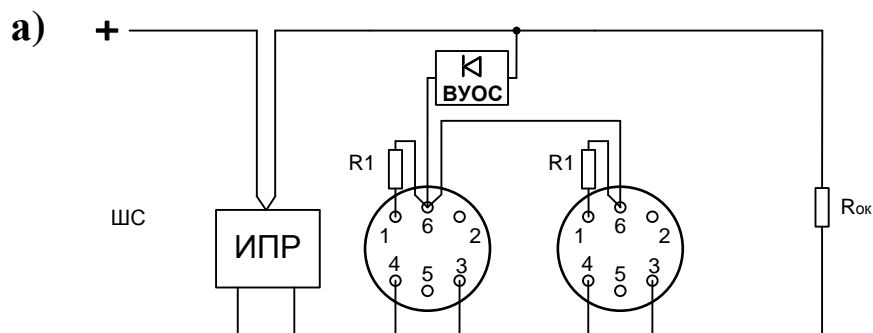 а) +
ВУОС
R1 R1
ШС ИПР Rок
1 6 2 1 6 2
4 5 3 4 5 3